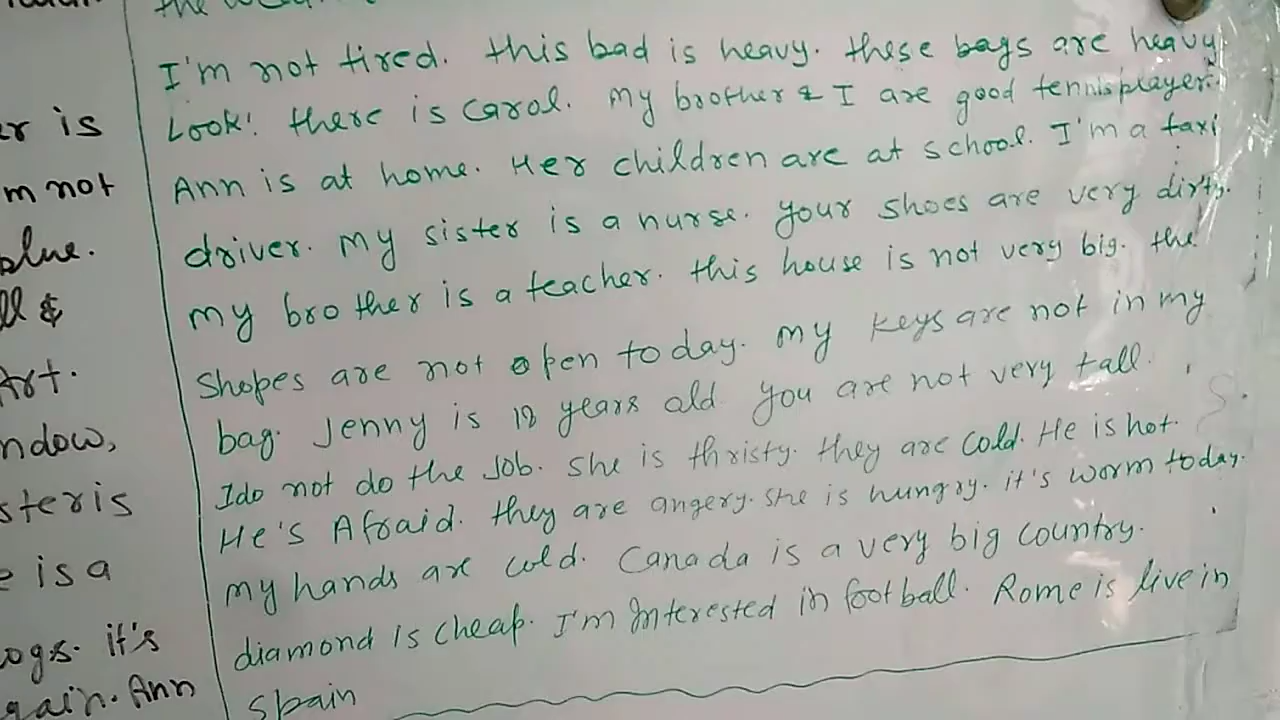 the
I'm not tired. this bad is heavy. these bags are heavy.
Look! there is Carol. My brother & I are good tennis player.
Ann is at home. Her children are at school. I'm a taxi
driver. My sister is a nurse. your shoes are very dirty.
my brother is a teacher. this house is not very big. the
Shopes are not open today. my keys are not in my
bag. Jenny is 18 years old you are not very tall.
I do not do the Job. She is thristy. they are cold. He is hot.
He's Afraid. they are angery. She is hungry. it's worm today.
my hands are cold. Canada is a very big country.
diamond is cheap. I'm Interested in football. Rome is live in
Spain
er is
m not
blue.
ll &
Art.
ndow,
ster is
e is a
ogs. it's
gain. Ann